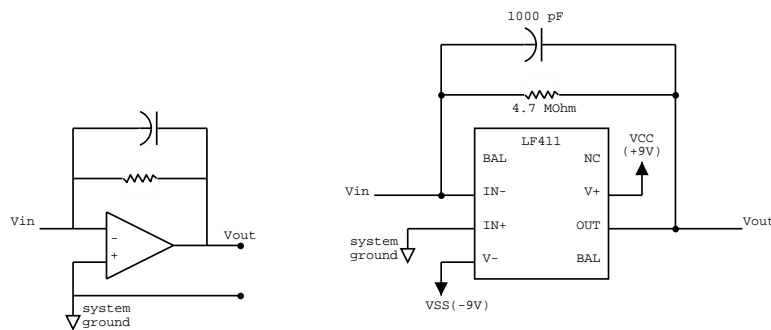 Vin
-
+
Vout
system
ground
1000 pF
4.7 MOhm
LF411
VCC
(+9V)
BAL
NC
Vin
IN-
V+
IN+
OUT
Vout
system
ground
V-
BAL
VSS(-9V)